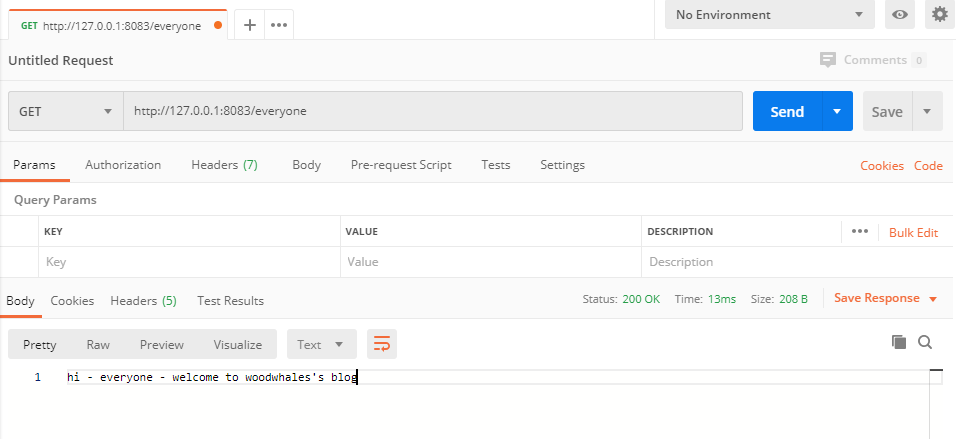 GET http://127.0.0.1:8083/everyone + ••• No Environment
Untitled Request Comments 0
GET http://127.0.0.1:8083/everyone Send Save
Params Authorization Headers (7) Body Pre-request Script Tests Settings Cookies Code
Query Params
KEY VALUE DESCRIPTION ••• Bulk Edit
Key Value Description
Body Cookies Headers (5) Test Results Status: 200 OK Time: 13ms Size: 208 B Save Response
Pretty Raw Preview Visualize Text
1 hi - everyone - welcome to woodwhales's blog